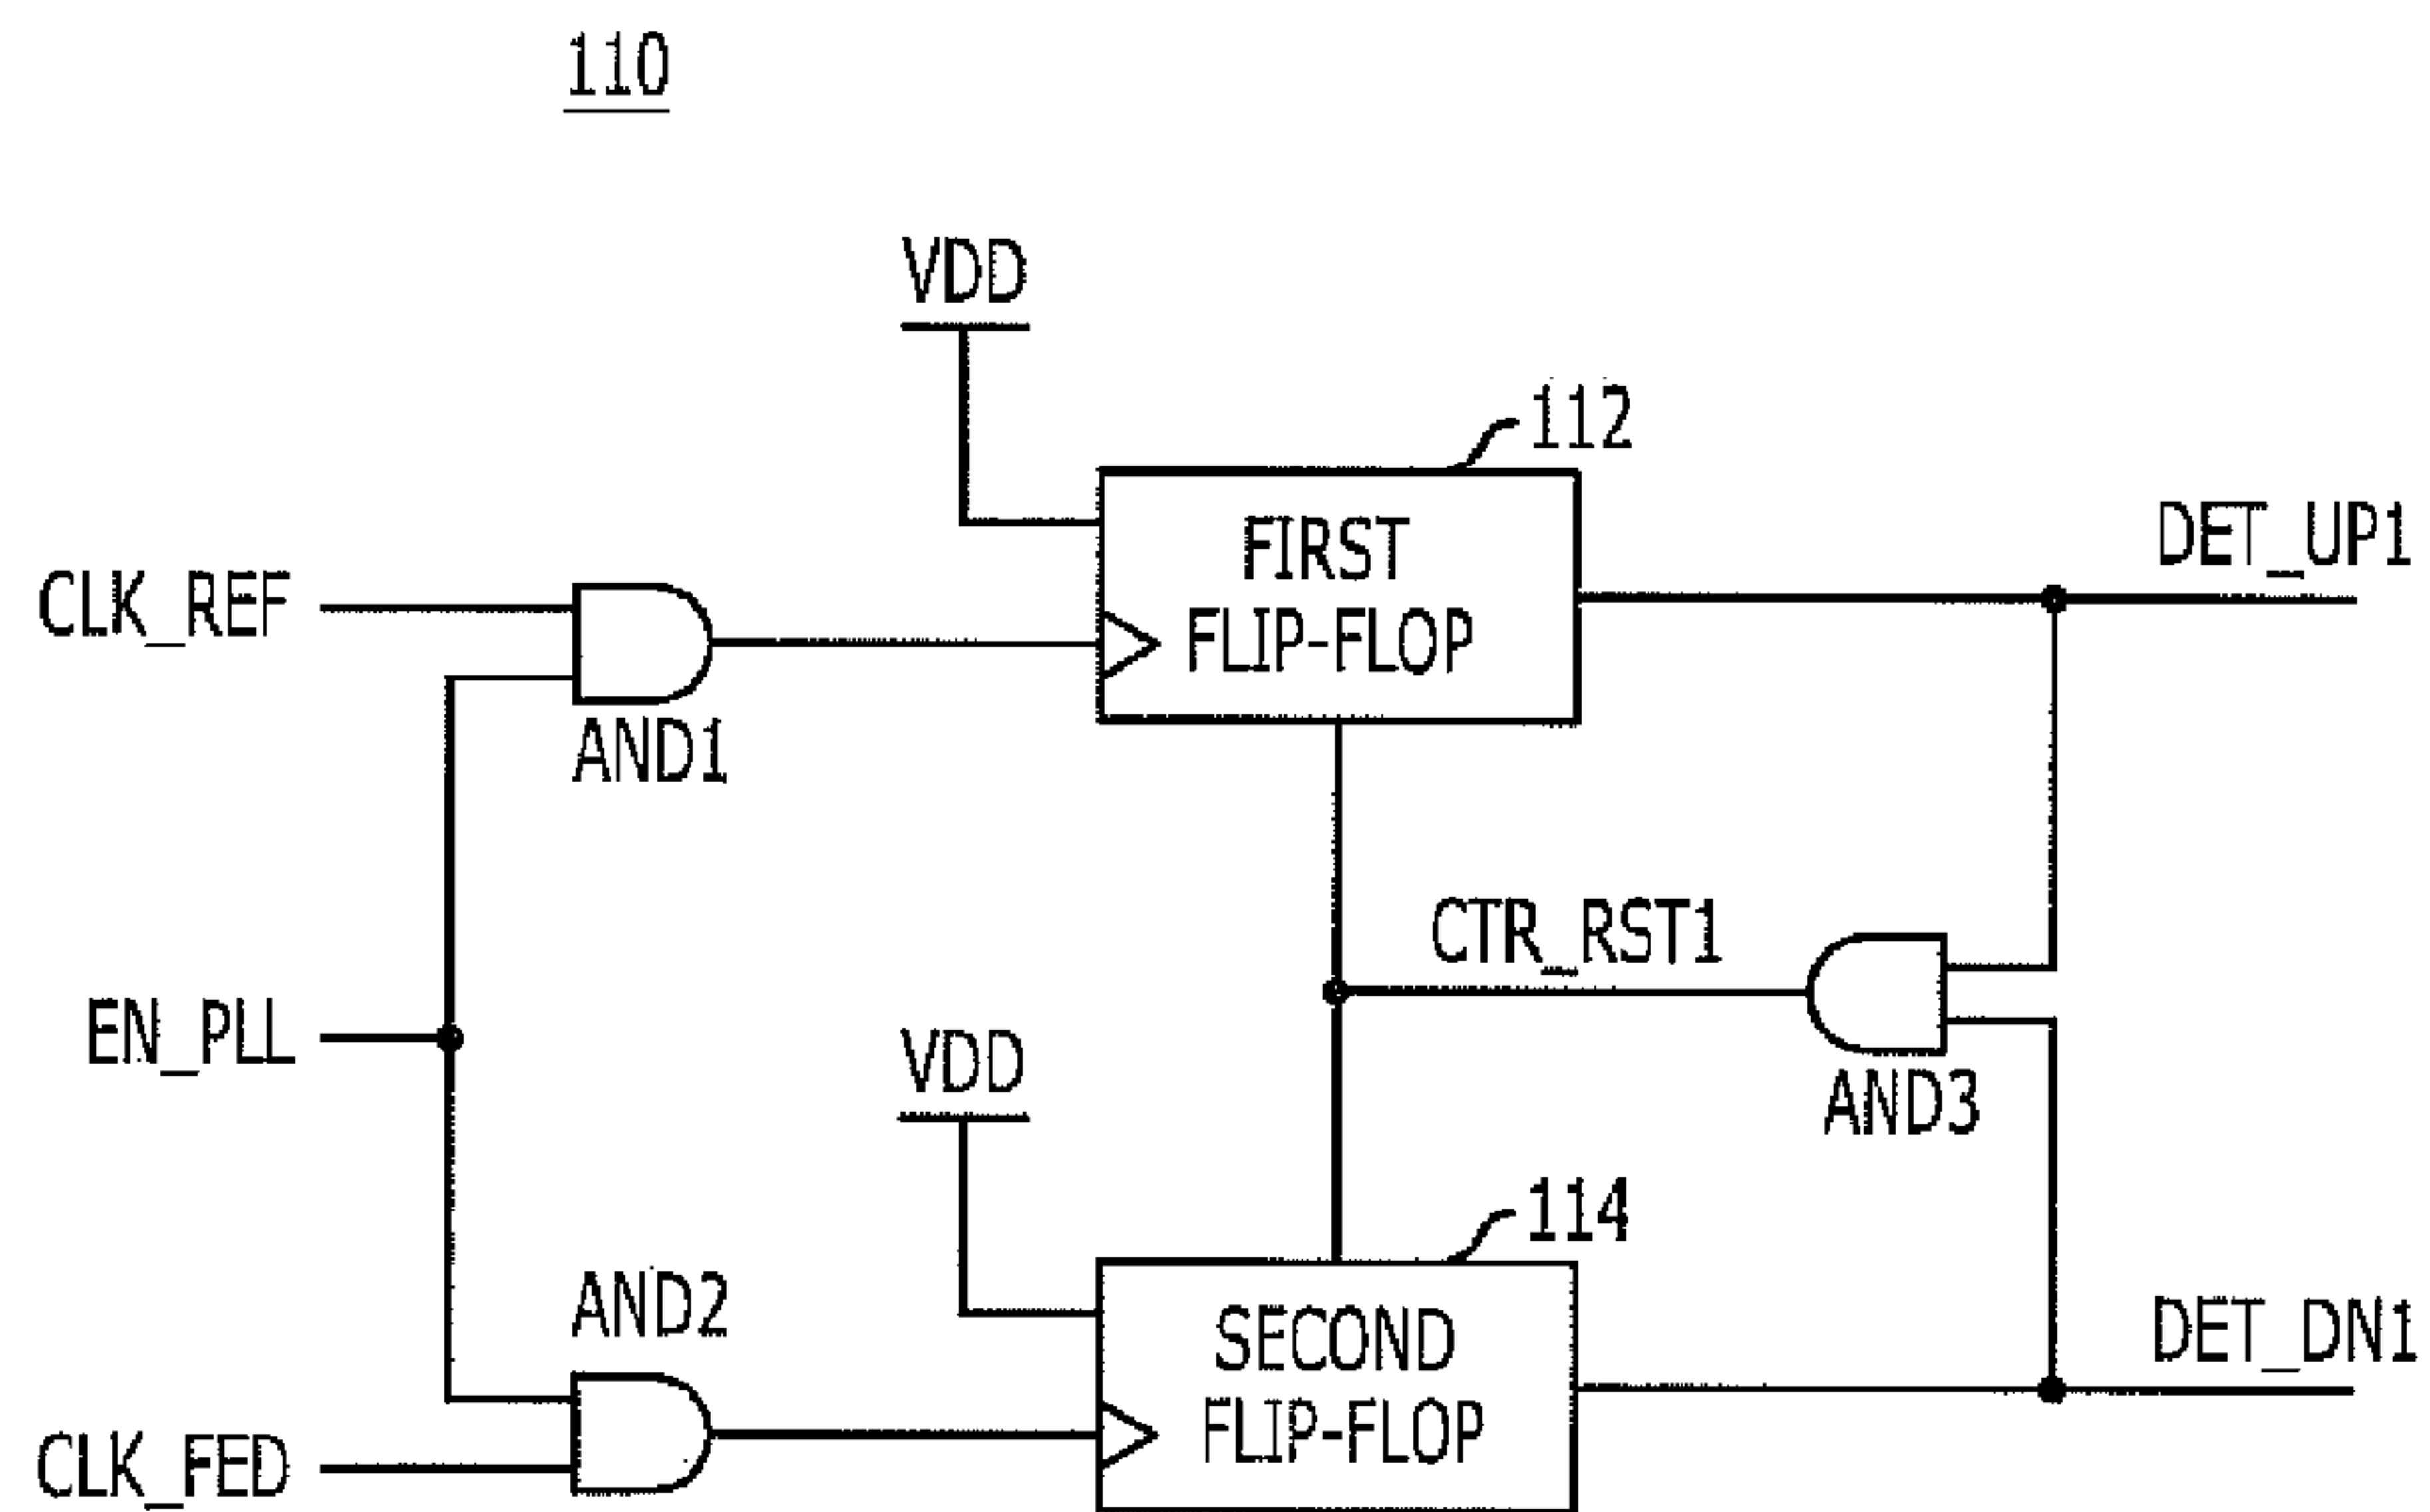 110
VDD
112
FIRST
FLIP-FLOP
DET_UP1
CLK_REF
AND1
CTR_RST1
EN_PLL
VDD
AND3
114
AND2
SECOND
FLIP-FLOP
DET_DN1
CLK_FED